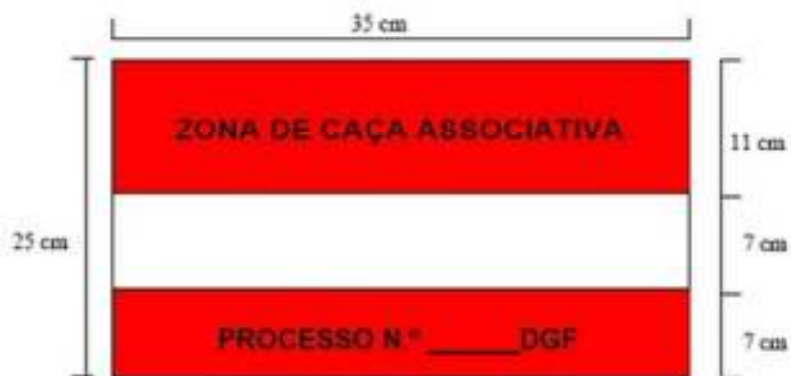 35 cm
ZONA DE CAÇA ASSOCIATIVA
11 cm
25 cm
7 cm
PROCESSO N.º ______DGF
7 cm